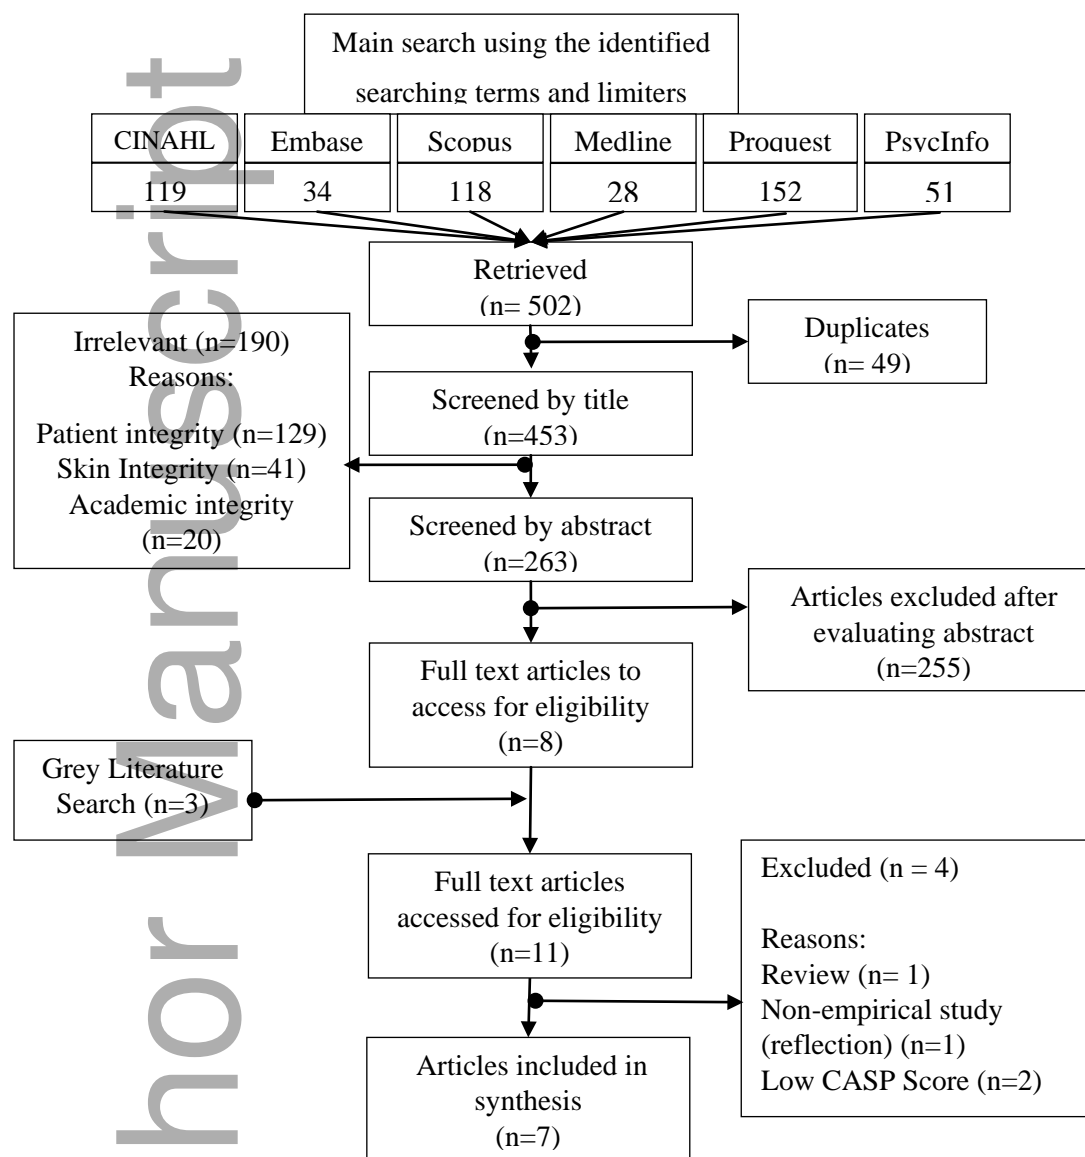 Main search using the identified
searching terms and limiters
CINAHL
Embase
Scopus
Medline
Proquest
PsycInfo
119
34
118
28
152
51
Retrieved
(n= 502)
Duplicates
(n= 49)
Irrelevant (n=190)
Reasons:
Patient integrity (n=129)
Skin Integrity (n=41)
Academic integrity
(n=20)
Screened by title
(n=453)
Screened by abstract
(n=263)
Articles excluded after
evaluating abstract
(n=255)
Full text articles to
access for eligibility
(n=8)
Grey Literature
Search (n=3)
Full text articles
accessed for eligibility
(n=11)
Excluded (n = 4)
Reasons:
Review (n= 1)
Non-empirical study
(reflection) (n=1)
Low CASP Score (n=2)
Articles included in
synthesis
(n=7)
hor Manuscript